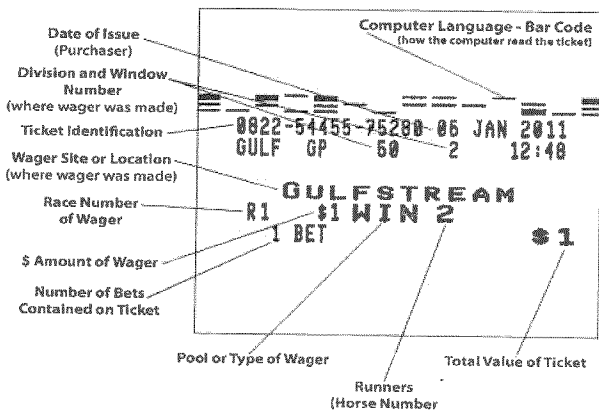 Date of Issue
(Purchaser)
Computer Language - Bar Code
(how the computer read the ticket)
Division and Window
Number
(where wager was made)
Ticket Identification
0822-54455-75280 06 JAN 2011
GULF GP 50 2 12:48
Wager Site or Location
(where wager was made)
GULFSTREAM
Race Number
of Wager
R1 $1 WIN 2
1 BET $1
$ Amount of Wager
Number of Bets
Contained on Ticket
Pool or Type of Wager
Total Value of Ticket
Runners
(Horse Number